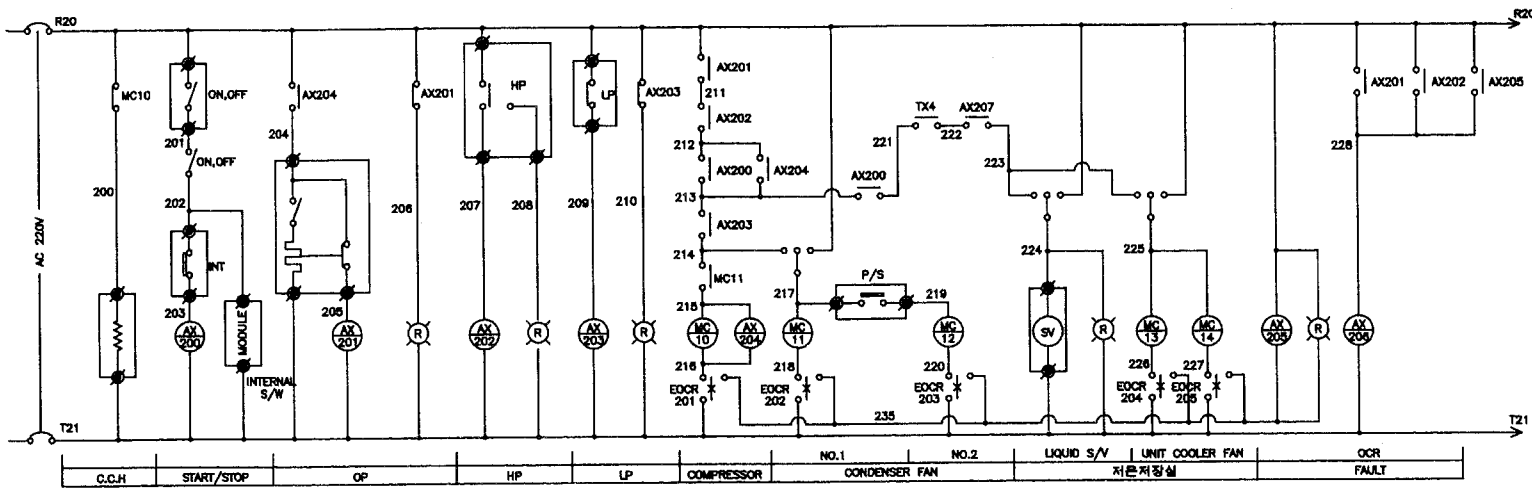 R20
R20
AC 220V
MC10
200
ON,OFF
201
ON,OFF
202
INT
203
AX
200
MODULE
INTERNAL
S/W
AX204
204
205
AX
201
AX201
206
R
HP
207
208
AX
202
R
LP
209
AX
203
AX203
210
R
AX201
211
AX202
212
AX200
AX204
213
AX203
214
MC11
215
MC
10
AX
204
216
EOCR
201
217
MC
11
218
EOCR
202
P/S
219
MC
12
220
EOCR
203
235
AX200
221
TX4
222
AX207
223
224
SV
R
225
MC
13
MC
14
226
227
EOCR
204
EOCR
205
AX
205
R
AX201
AX202
AX205
228
AX
206
T21
T21
C.C.H
START/STOP
OP
HP
LP
COMPRESSOR
NO.1
NO.2
CONDENSER FAN
LIQUID S/V
UNIT COOLER FAN
저온저장실
OCR
FAULT